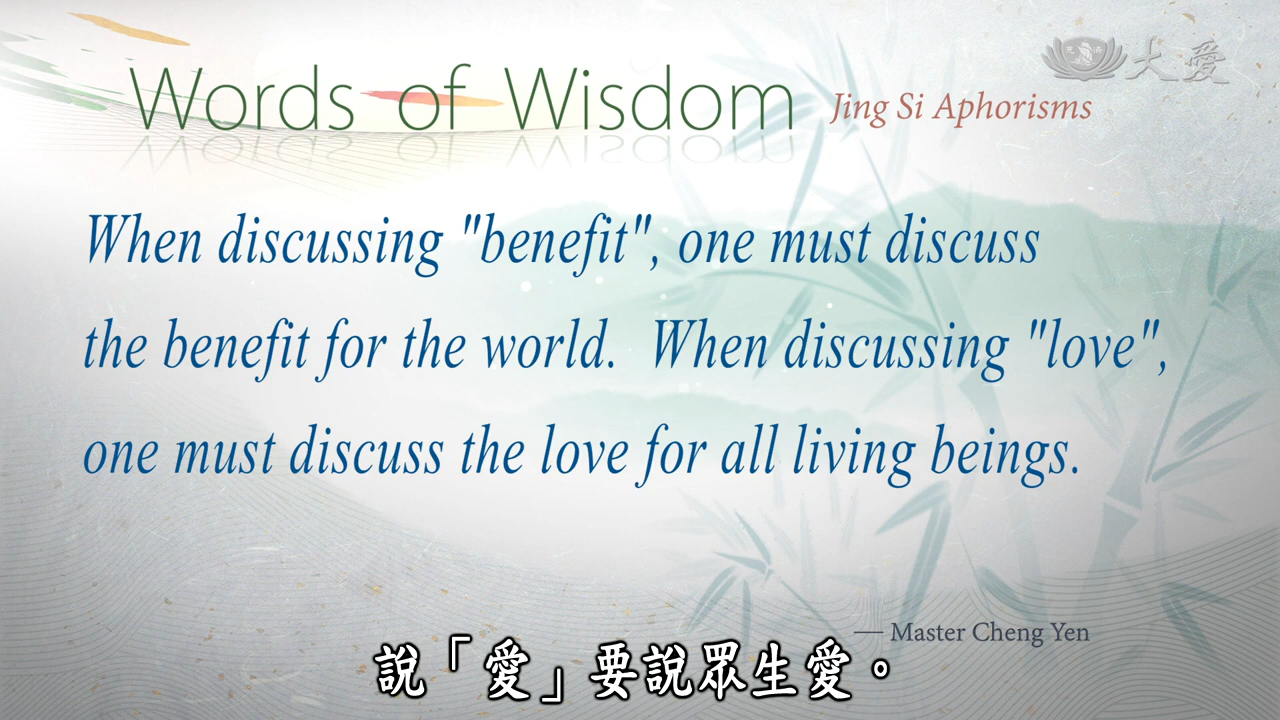 Words of Wisdom Jing Si Aphorisms
大愛
When discussing "benefit", one must discuss
the benefit for the world. When discussing "love",
one must discuss the love for all living beings.
— Master Cheng Yen
說「愛」要說眾生愛。